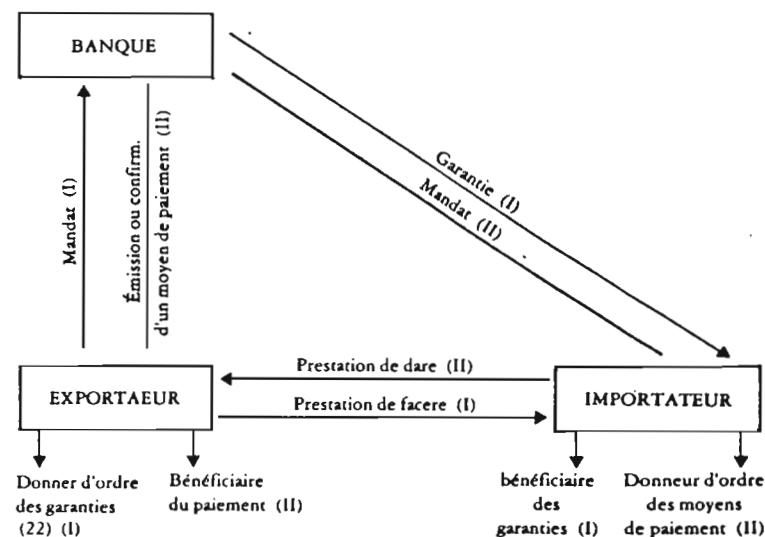 BANQUE
Garantie (I)
Mandat (II)
Mandat (I)
Émission ou confirm.
d'un moyen de paiement (II)
Prestation de dare (II)
EXPORTAEUR
IMPORTATEUR
Prestation de facere (I)
Donner d'ordre
des garanties
(22) (I)
Bénéficiaire
du paiement (II)
bénéficiaire
des
garanties (I)
Donneur d'ordre
des moyens
de paiement (II)